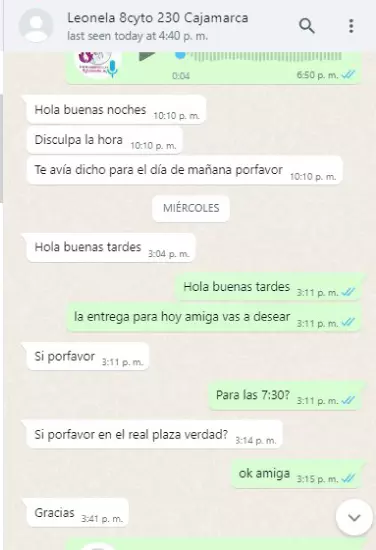 Leonela 8cyto 230 Cajamarca
last seen today at 4:40 p. m.
0:04 6:50 p. m.
Hola buenas noches 10:10 p. m.
Disculpa la hora 10:10 p. m.
Te avía dicho para el día de mañana porfavor 10:10 p. m.
MIÉRCOLES
Hola buenas tardes 3:04 p. m.
Hola buenas tardes 3:11 p. m.
la entrega para hoy amiga vas a desear 3:11 p. m.
Si porfavor 3:11 p. m.
Para las 7:30? 3:11 p. m.
Si porfavor en el real plaza verdad? 3:14 p. m.
ok amiga 3:15 p. m.
Gracias 3:41 p. m.